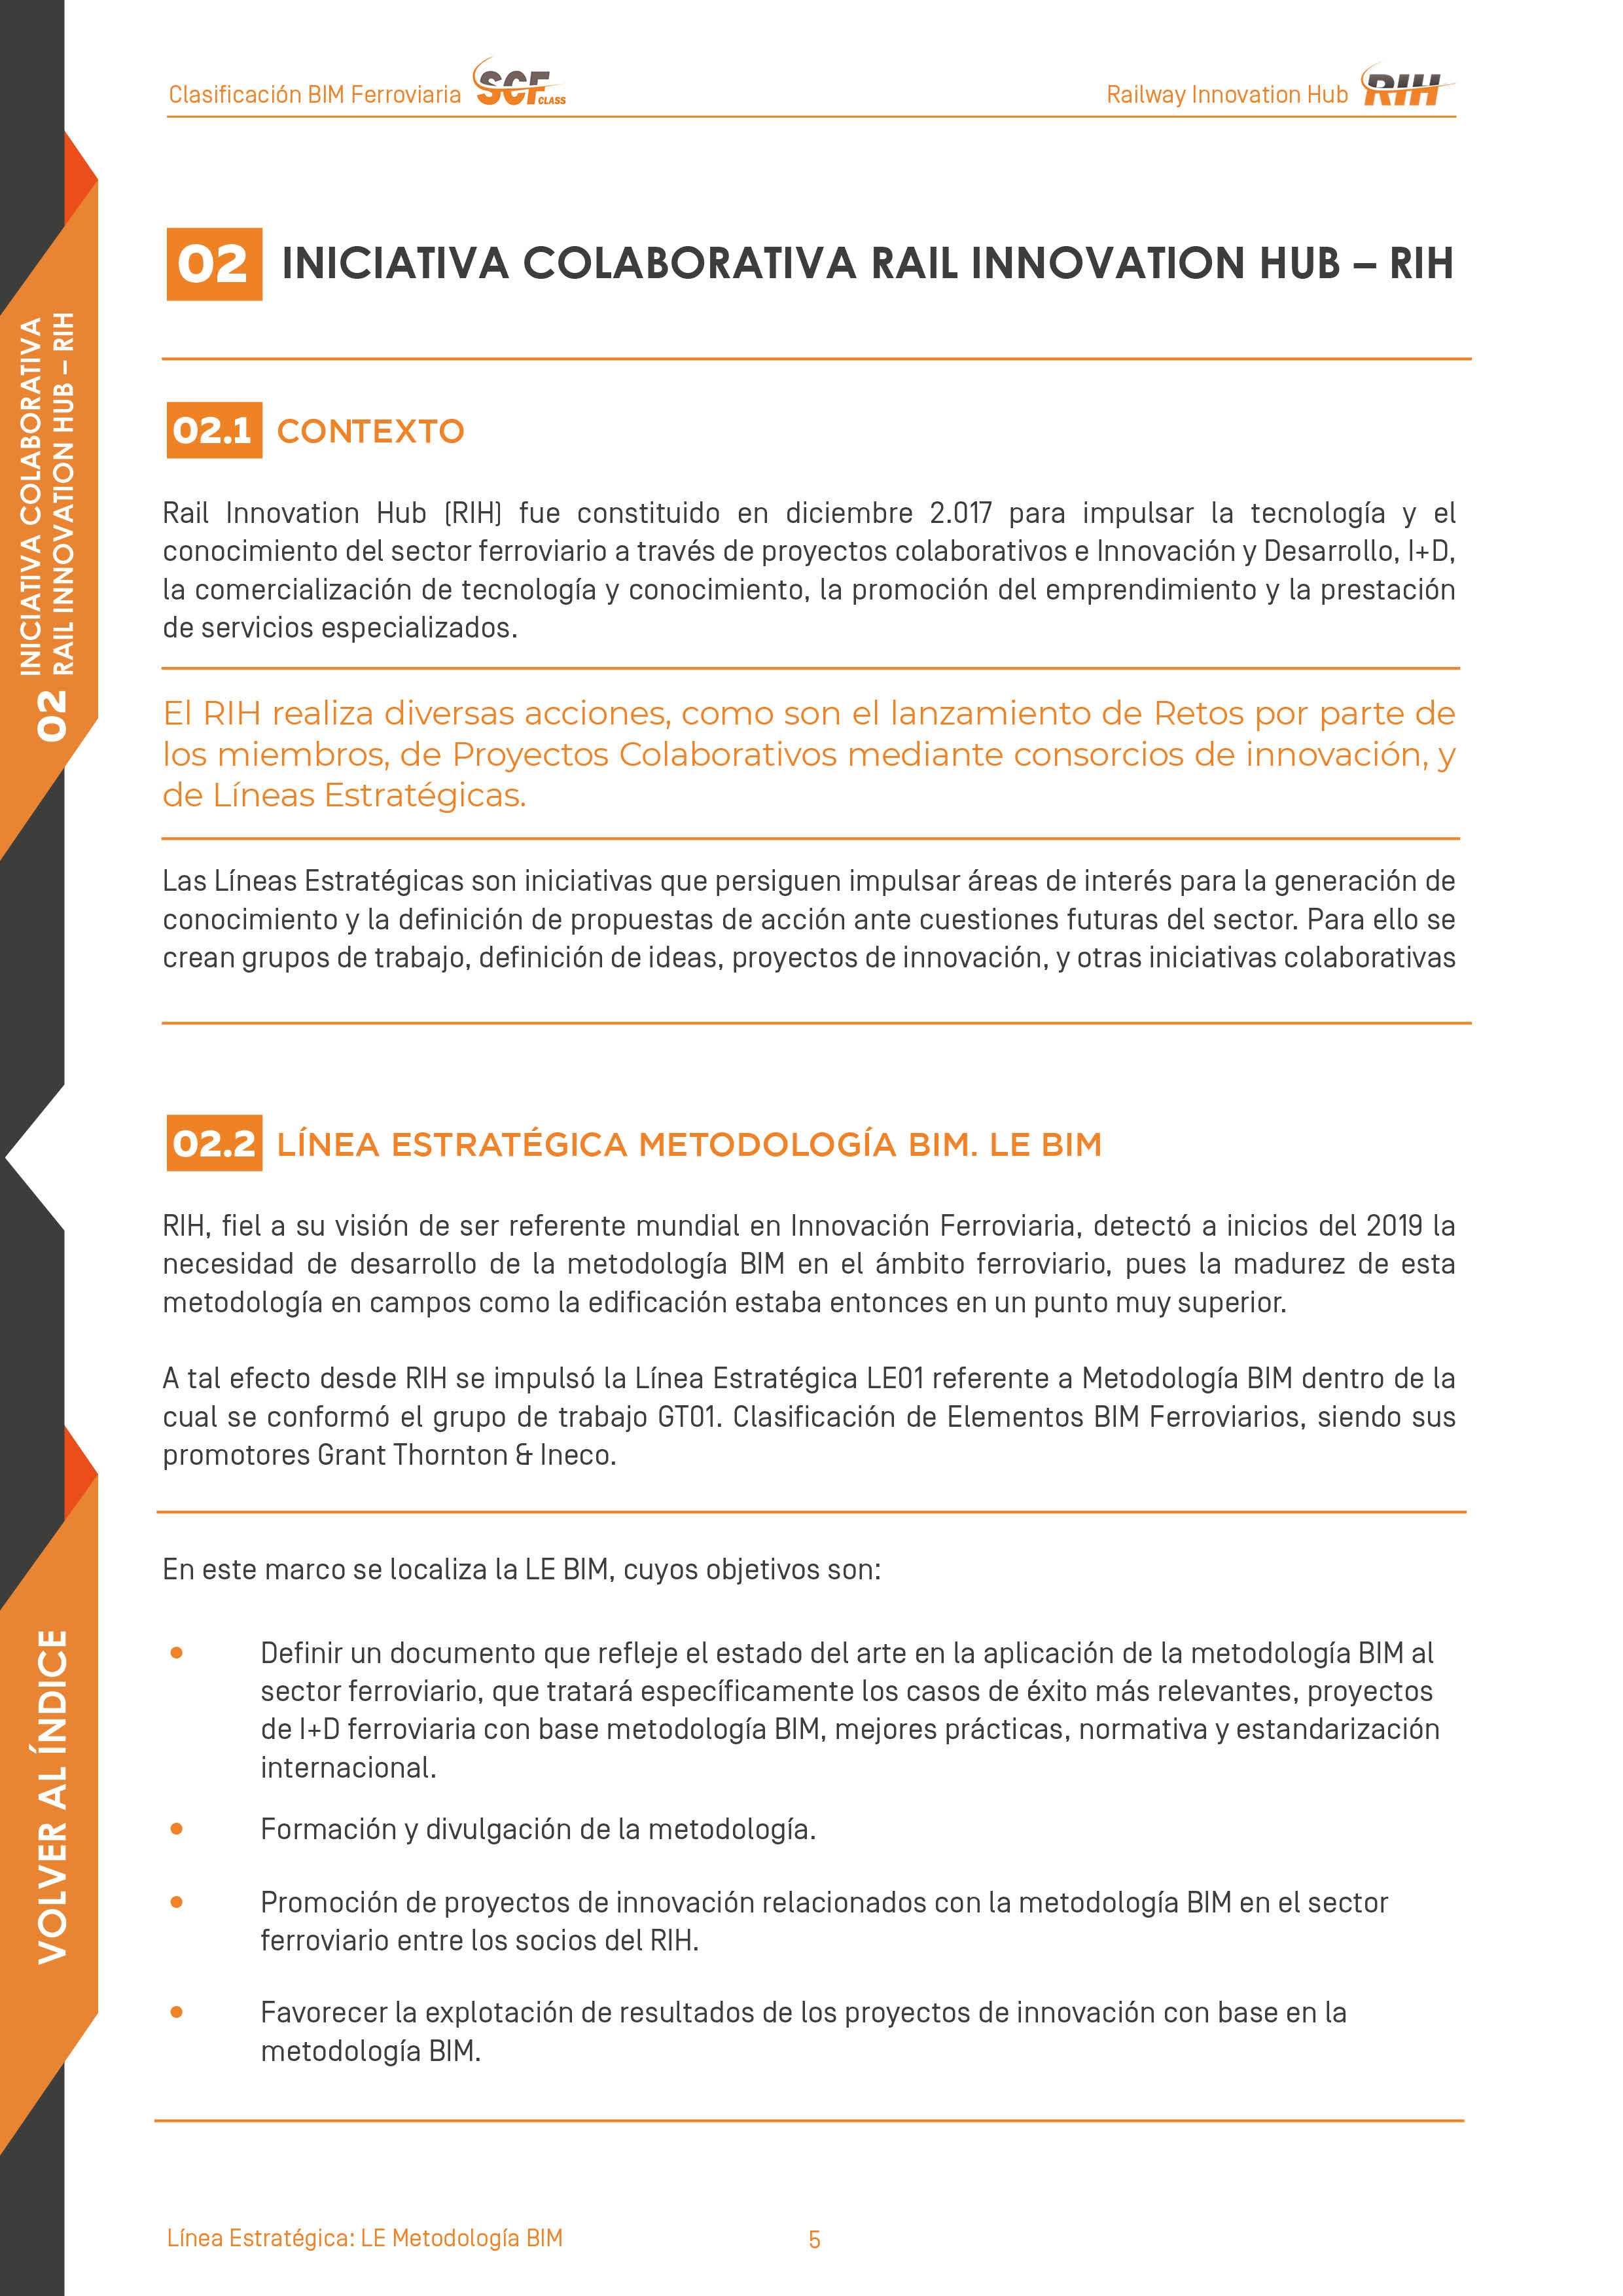 Clasificación BIM Ferroviaria SCF CLASS
Railway Innovation Hub RIH
02 INICIATIVA COLABORATIVA RAIL INNOVATION HUB – RIH
02 INICIATIVA COLABORATIVA
RAIL INNOVATION HUB – RIH
02.1 CONTEXTO
Rail Innovation Hub (RIH) fue constituido en diciembre 2.017 para impulsar la tecnología y el
conocimiento del sector ferroviario a través de proyectos colaborativos e Innovación y Desarrollo, I+D,
la comercialización de tecnología y conocimiento, la promoción del emprendimiento y la prestación
de servicios especializados.
El RIH realiza diversas acciones, como son el lanzamiento de Retos por parte de
los miembros, de Proyectos Colaborativos mediante consorcios de innovación, y
de Líneas Estratégicas.
Las Líneas Estratégicas son iniciativas que persiguen impulsar áreas de interés para la generación de
conocimiento y la definición de propuestas de acción ante cuestiones futuras del sector. Para ello se
crean grupos de trabajo, definición de ideas, proyectos de innovación, y otras iniciativas colaborativas
02.2 LÍNEA ESTRATÉGICA METODOLOGÍA BIM. LE BIM
RIH, fiel a su visión de ser referente mundial en Innovación Ferroviaria, detectó a inicios del 2019 la
necesidad de desarrollo de la metodología BIM en el ámbito ferroviario, pues la madurez de esta
metodología en campos como la edificación estaba entonces en un punto muy superior.
A tal efecto desde RIH se impulsó la Línea Estratégica LE01 referente a Metodología BIM dentro de la
cual se conformó el grupo de trabajo GT01. Clasificación de Elementos BIM Ferroviarios, siendo sus
promotores Grant Thornton & Ineco.
En este marco se localiza la LE BIM, cuyos objetivos son:
• Definir un documento que refleje el estado del arte en la aplicación de la metodología BIM al
sector ferroviario, que tratará específicamente los casos de éxito más relevantes, proyectos
de I+D ferroviaria con base metodología BIM, mejores prácticas, normativa y estandarización
internacional.
• Formación y divulgación de la metodología.
• Promoción de proyectos de innovación relacionados con la metodología BIM en el sector
ferroviario entre los socios del RIH.
• Favorecer la explotación de resultados de los proyectos de innovación con base en la
metodología BIM.
VOLVER AL ÍNDICE
Línea Estratégica: LE Metodología BIM
5